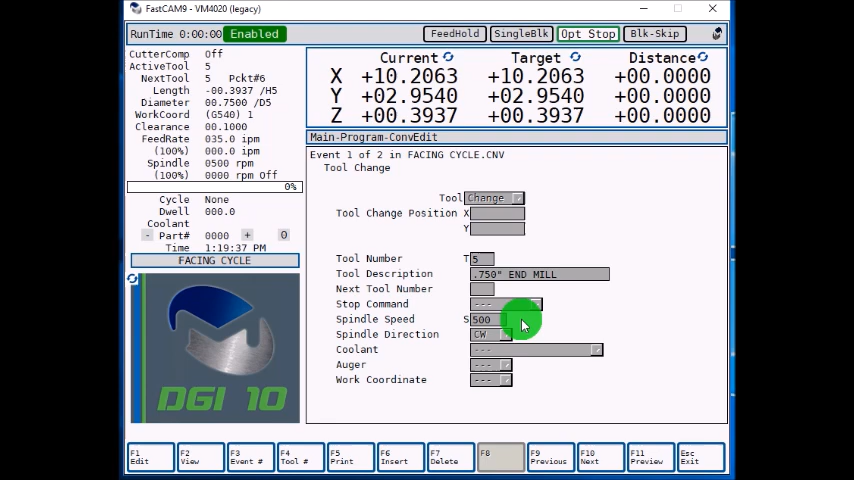 FastCAM9 - VM4020 (legacy)
RunTime 0:00:00 Enabled
FeedHold SingleBlk Opt Stop Blk-Skip
CutterComp Off
ActiveTool 5
NextTool 5 Pckt#6
Length -00.3937 /H5
Diameter 00.7500 /D5
WorkCoord (G540) 1
Clearance 00.1000
FeedRate 035.0 ipm
(100%) 000.0 ipm
Spindle 0500 rpm
(100%) 0000 rpm Off
0%
Cycle None
Dwell 000.0
Coolant
- Part# 0000 + 0
Time 1:19:37 PM
FACING CYCLE
DGI 10
Current Target Distance
X +10.2063 +10.2063 +00.0000
Y +02.9540 +02.9540 +00.0000
Z +00.3937 +00.3937 +00.0000
Main-Program-ConvEdit
Event 1 of 2 in FACING CYCLE.CNV
Tool Change
Tool Change
Tool Change Position X
Y
Tool Number T 5
Tool Description .750" END MILL
Next Tool Number
Stop Command ---
Spindle Speed S 500
Spindle Direction CW
Coolant ---
Auger ---
Work Coordinate ---
F1 Edit
F2 View
F3 Event #
F4 Tool #
F5 Print
F6 Insert
F7 Delete
F8
F9 Previous
F10 Next
F11 Preview
Esc Exit